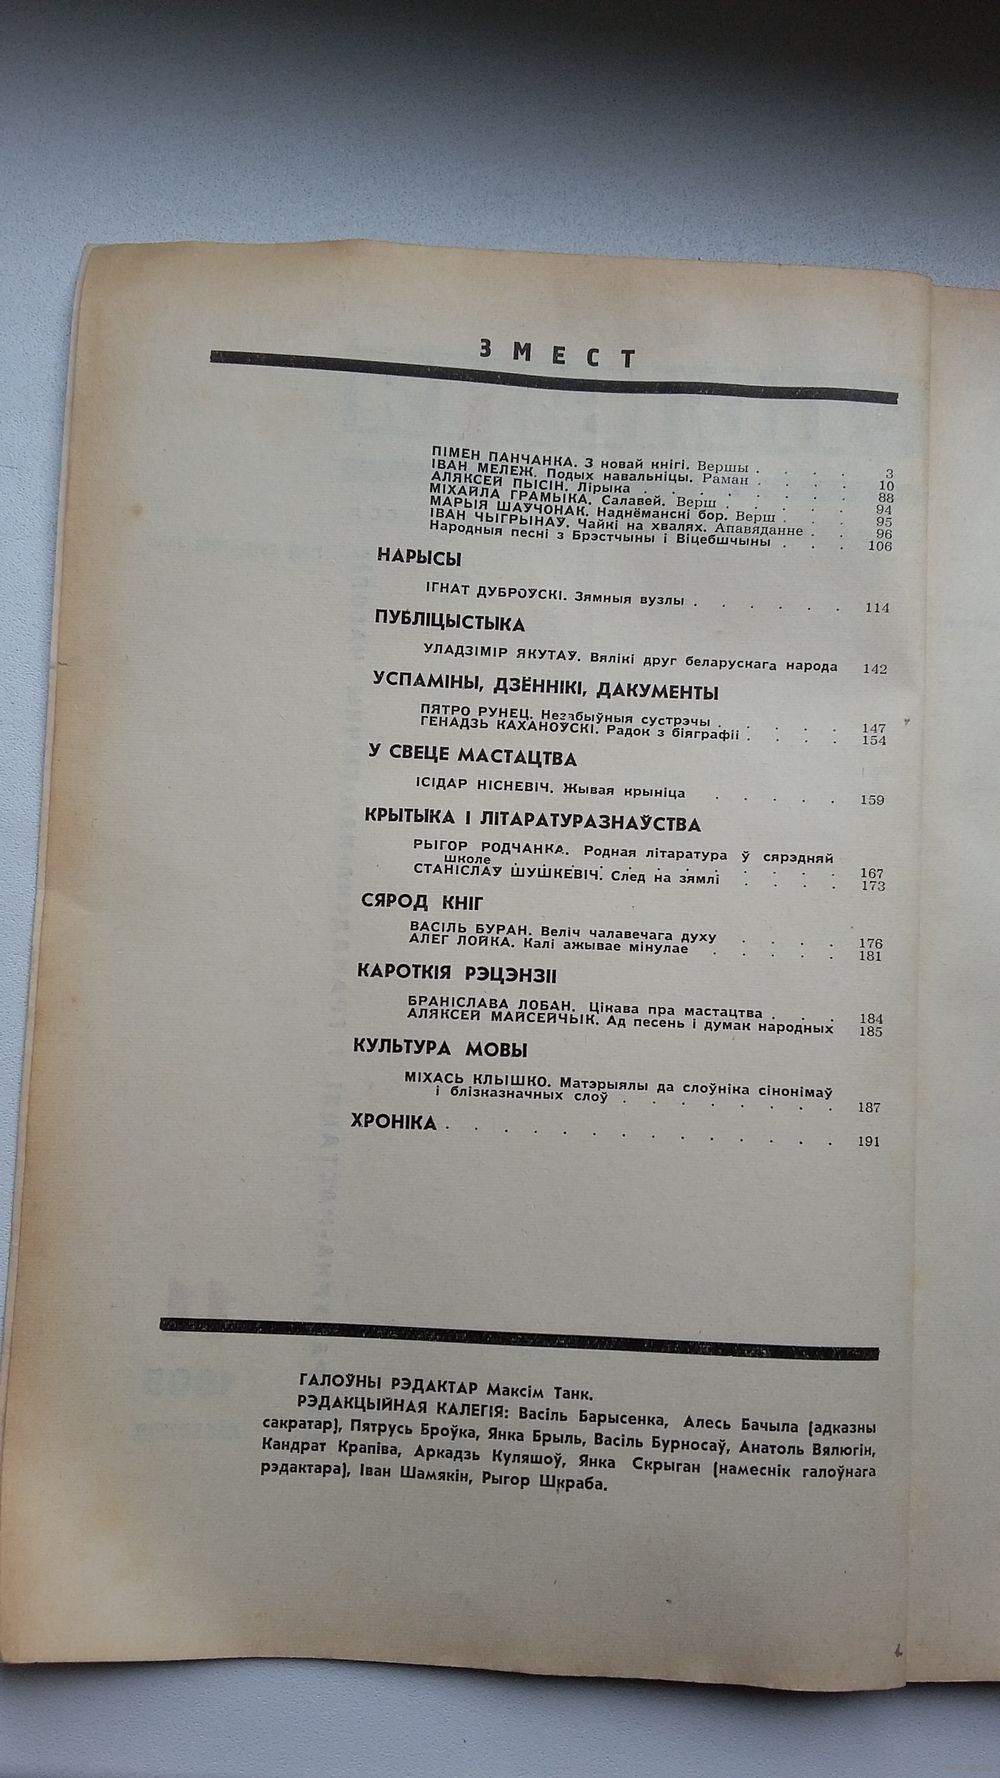 ЗМЕСТ
ПІМЕН ПАНЧАНКА. З новай кнігі. Вершы . . . . 3
ІВАН МЕЛЕЖ. Подых навальніцы. Раман . . . . 10
АЛЯКСЕЙ ПЫСІН. Лірыка . . . . . . . . 88
МІХАЙЛА ГРАМЫКА. Салавей. Верш . . . . . 94
МАРЫЯ ШАЎЧОНАК. Наднёманскі бор. Верш . . . 95
ІВАН ЧЫГРЫНАЎ. Чайкі на хвалях. Апавяданне . . 96
Народныя песні з Брэстчыны і Віцебшчыны . . . 106
НАРЫСЫ
ІГНАТ ДУБРОЎСКІ. Зямныя вузлы . . . . . . 114
ПУБЛІЦЫСТЫКА
УЛАДЗІМІР ЯКУТАЎ. Вялікі друг беларускага народа 142
УСПАМІНЫ, ДЗЁННІКІ, ДАКУМЕНТЫ
ПЯТРО РУНЕЦ. Незабыўныя сустрэчы . . . . . 147
ГЕНАДЗЬ КАХАНОЎСКІ. Радок з біяграфіі . . . . 154
У СВЕЦЕ МАСТАЦТВА
ІСІДАР НІСНЕВІЧ. Жывая крыніца . . . . . 159
КРЫТЫКА І ЛІТАРАТУРАЗНАЎСТВА
РЫГОР РОДЧАНКА. Родная літаратура ў сярэдняй
школе . . . . . . . . . . 167
СТАНІСЛАЎ ШУШКЕВІЧ. След на зямлі . . . . 173
СЯРОД КНІГ
ВАСІЛЬ БУРАН. Веліч чалавечага духу . . . . 176
АЛЕГ ЛОЙКА. Калі ажывае мінулае . . . . . 181
КАРОТКІЯ РЭЦЭНЗІІ
БРАНІСЛАВА ЛОБАН. Цікава пра мастацтва . . . 184
АЛЯКСЕЙ МАЙСЕЙЧЫК. Ад песень і думак народных 185
КУЛЬТУРА МОВЫ
МІХАСЬ КЛЫШКО. Матэрыялы да слоўніка сінонімаў
і блізказначных слоў . . . . . . . . 187
ХРОНІКА . . . . . . . . . . . . . . 191
ГАЛОЎНЫ РЭДАКТАР Максім Танк.
РЭДАКЦЫЙНАЯ КАЛЕГІЯ: Васіль Барысенка, Алесь Бачыла (адказны
сакратар), Пятрусь Броўка, Янка Брыль, Васіль Бурносаў, Анатоль Вялюгін,
Кандрат Крапіва, Аркадзь Куляшоў, Янка Скрыган (намеснік галоўнага
рэдактара), Іван Шамякін, Рыгор Шкраба.